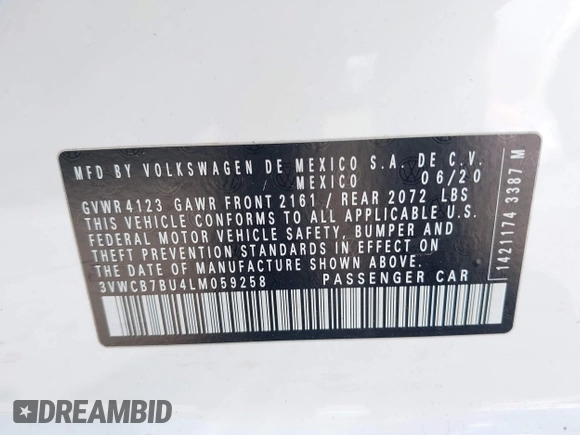 MFD BY VOLKSWAGEN DE MEXICO S.A. DE C.V.
/ MEXICO 06/20
GVWR 4123 GAWR FRONT 2161 / REAR 2072 LBS
THIS VEHICLE CONFORMS TO ALL APPLICABLE U.S.
FEDERAL MOTOR VEHICLE SAFETY, BUMPER AND
THEFT PREVENTION STANDARDS IN EFFECT ON
THE DATE OF MANUFACTURE SHOWN ABOVE.
3VWCB7BU4LM059258 PASSENGER CAR
1421174 3387 M
DREAMBID